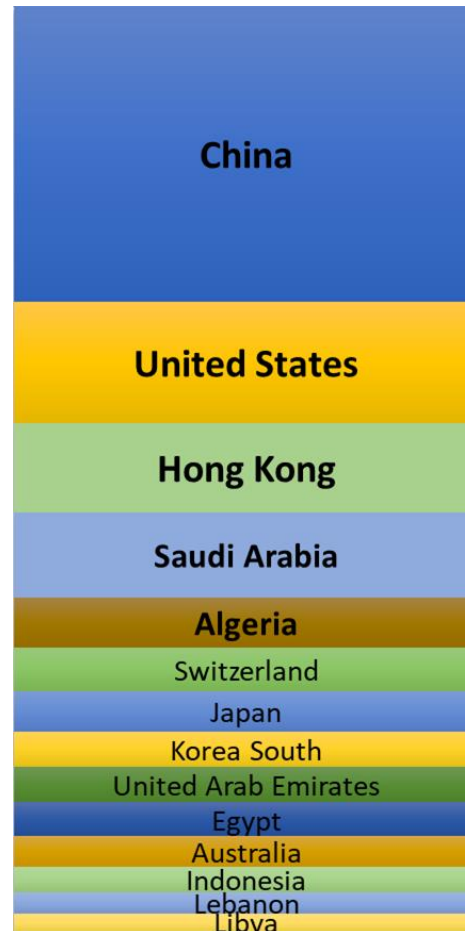 China
United States
Hong Kong
Saudi Arabia
Algeria
Switzerland
Japan
Korea South
United Arab Emirates
Egypt
Australia
Indonesia
Lebanon
Libya